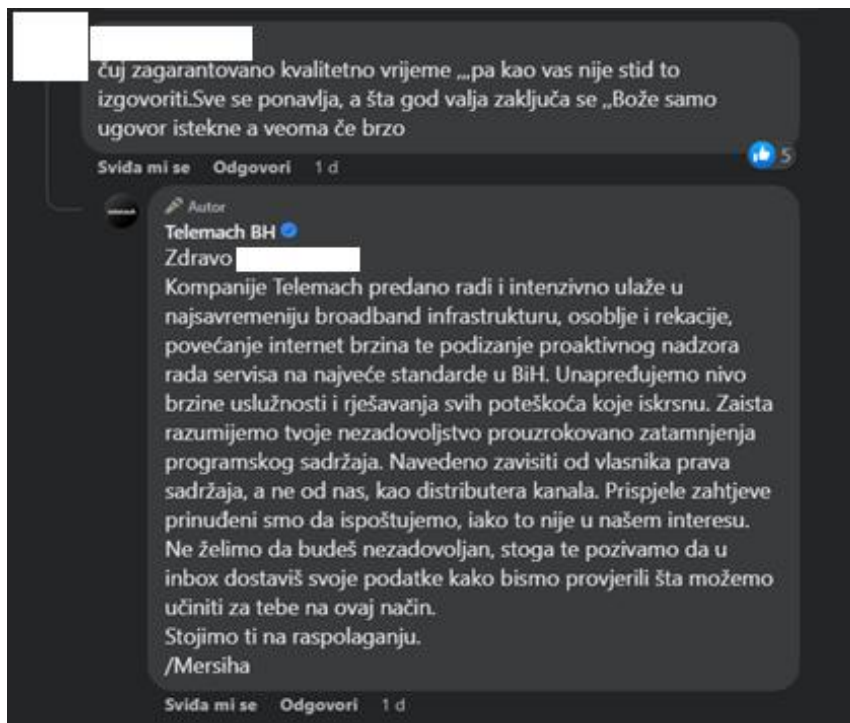 čuj zagarantovano kvalitetno vrijeme „,pa kao vas nije stid to
izgovoriti.Sve se ponavlja, a šta god valja zaključa se „Bože samo
ugovor istekne a veoma če brzo
5
Sviđa mi se Odgovori 1 d
Autor
Telemach BH
Zdravo
Kompanije Telemach predano radi i intenzivno ulaže u
najsavremeniju broadband infrastrukturu, osoblje i rekacije,
povećanje internet brzina te podizanje proaktivnog nadzora
rada servisa na najveće standarde u BiH. Unapređujemo nivo
brzine uslužnosti i rješavanja svih poteškoća koje iskrsnu. Zaista
razumijemo tvoje nezadovoljstvo prouzrokovano zatamnjenja
programskog sadržaja. Navedeno zavisiti od vlasnika prava
sadržaja, a ne od nas, kao distributera kanala. Prispjele zahtjeve
prinuđeni smo da ispoštujemo, iako to nije u našem interesu.
Ne želimo da budeš nezadovoljan, stoga te pozivamo da u
inbox dostaviš svoje podatke kako bismo provjerili šta možemo
učiniti za tebe na ovaj način.
Stojimo ti na raspolaganju.
/Mersiha
Sviđa mi se Odgovori 1 d